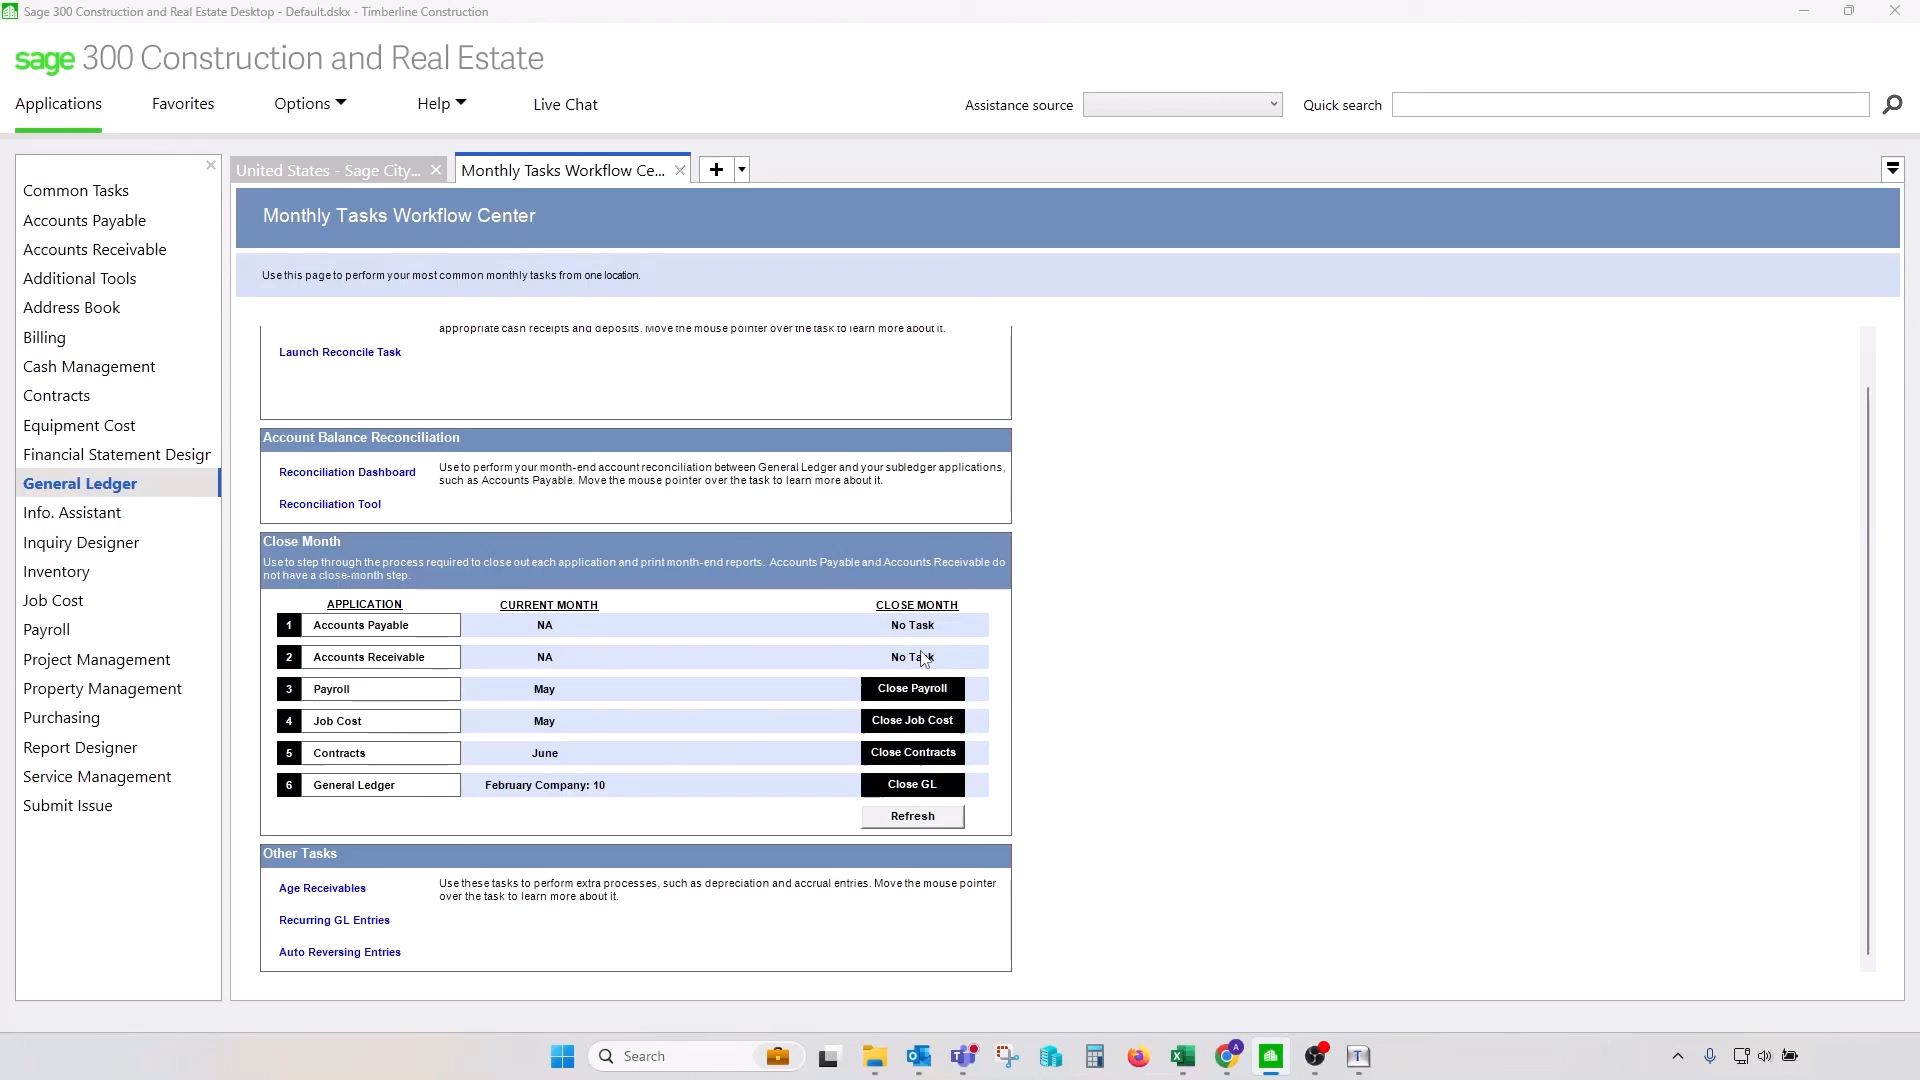 Sage 300 Construction and Real Estate Desktop - Default.dskx - Timberline Construction
sage 300 Construction and Real Estate
Applications
Favorites
Options
Help
Live Chat
Assistance source
Quick search
Common Tasks
Accounts Payable
Accounts Receivable
Additional Tools
Address Book
Billing
Cash Management
Contracts
Equipment Cost
Financial Statement Desigr
General Ledger
Info. Assistant
Inquiry Designer
Inventory
Job Cost
Payroll
Project Management
Property Management
Purchasing
Report Designer
Service Management
Submit Issue
United States - Sage City...
Monthly Tasks Workflow Ce...
Monthly Tasks Workflow Center
Use this page to perform your most common monthly tasks from one location.
appropriate cash receipts and deposits. Move the mouse pointer over the task to learn more about it.
Launch Reconcile Task
Account Balance Reconciliation
Reconciliation Dashboard
Use to perform your month-end account reconciliation between General Ledger and your subledger applications,
such as Accounts Payable. Move the mouse pointer over the task to learn more about it.
Reconciliation Tool
Close Month
Use to step through the process required to close out each application and print month-end reports. Accounts Payable and Accounts Receivable do
not have a close-month step.
APPLICATION CURRENT MONTH CLOSE MONTH
1 Accounts Payable NA No Task
2 Accounts Receivable NA No Task
3 Payroll May Close Payroll
4 Job Cost May Close Job Cost
5 Contracts June Close Contracts
6 General Ledger February Company: 10 Close GL
Refresh
Other Tasks
Age Receivables
Use these tasks to perform extra processes, such as depreciation and accrual entries. Move the mouse pointer
over the task to learn more about it.
Recurring GL Entries
Auto Reversing Entries
Search